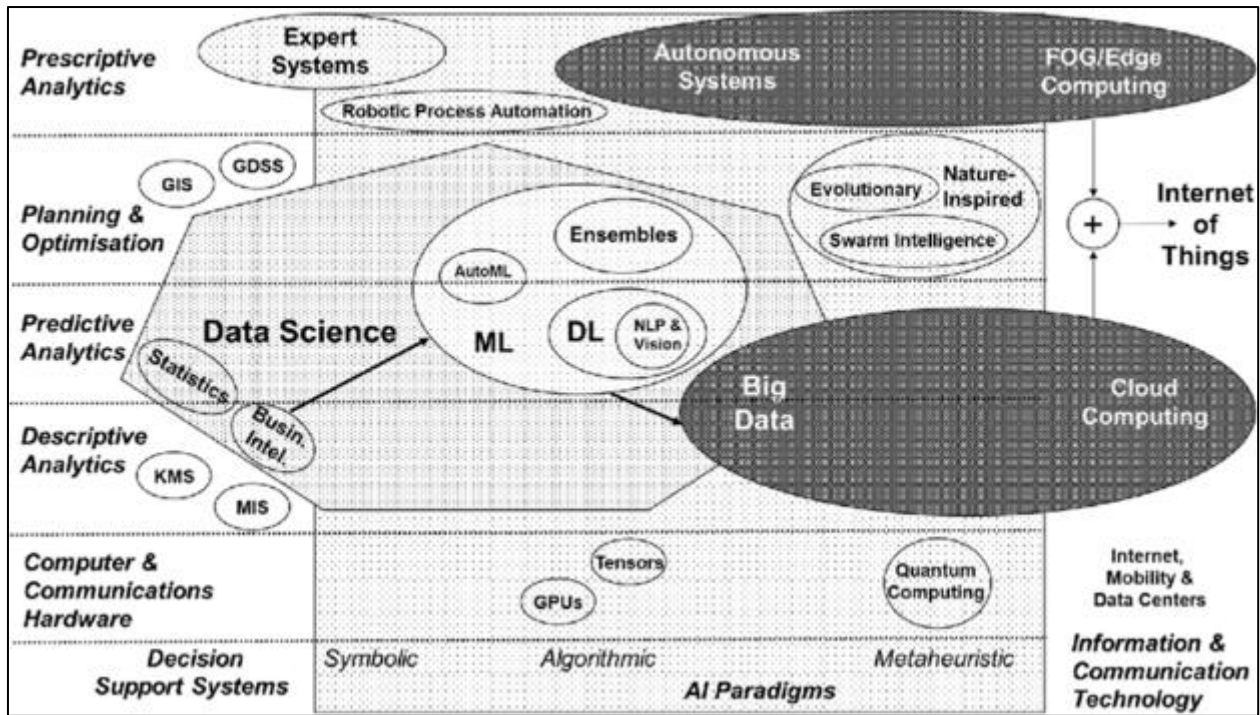 Prescriptive
Analytics
Expert
Systems
Robotic Process Automation
Autonomous
Systems
FOG/Edge
Computing
Planning &
Optimisation
GIS
GDSS
Ensembles
AutoML
Evolutionary
Nature-
Inspired
Swarm Intelligence
+
Internet
of
Things
Predictive
Analytics
Data Science
Statistics
ML
DL
NLP &
Vision
Big
Data
Cloud
Computing
Descriptive
Analytics
Busin.
Intel.
KMS
MIS
Computer &
Communications
Hardware
Tensors
GPUs
Quantum
Computing
Internet,
Mobility &
Data Centers
Decision
Support Systems
Symbolic
Algorithmic
Metaheuristic
AI Paradigms
Information &
Communication
Technology